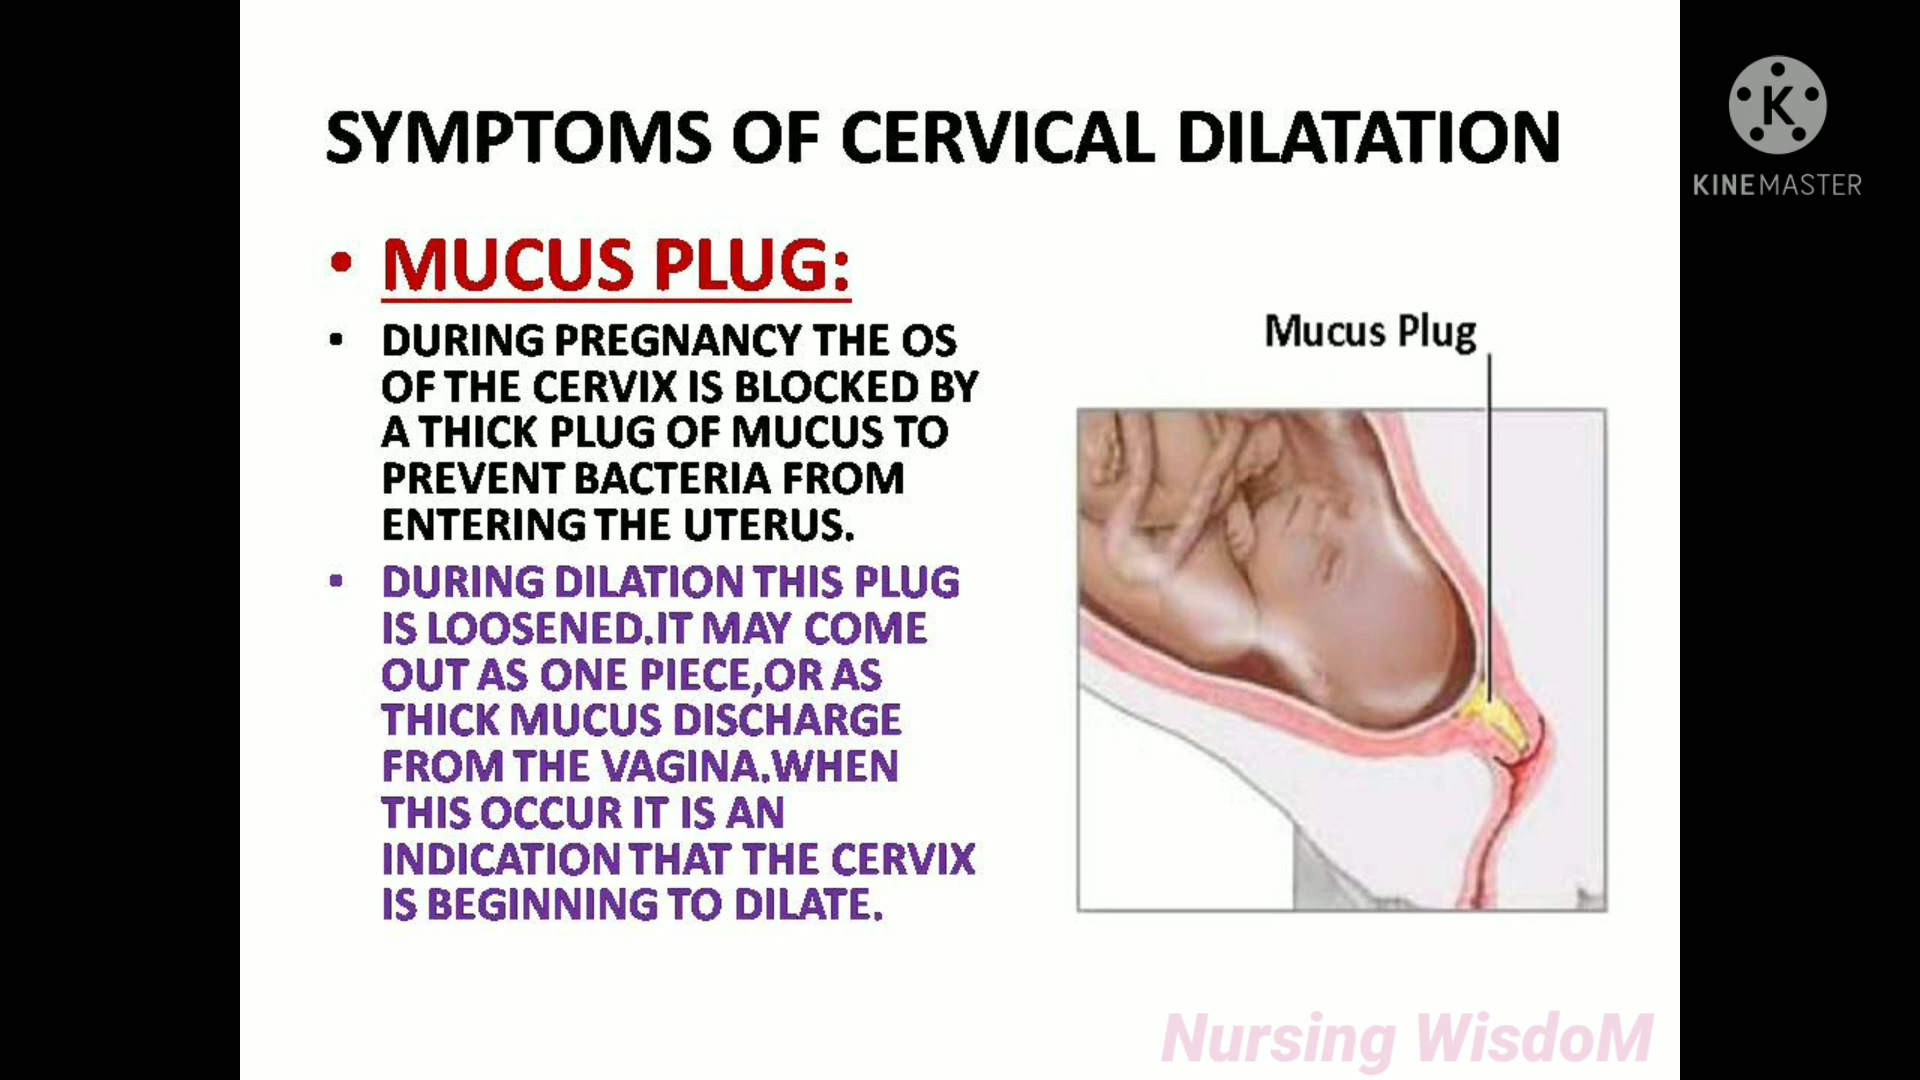 SYMPTOMS OF CERVICAL DILATATION
K
KINEMASTER
• MUCUS PLUG:
• DURING PREGNANCY THE OS
OF THE CERVIX IS BLOCKED BY
A THICK PLUG OF MUCUS TO
PREVENT BACTERIA FROM
ENTERING THE UTERUS.
• DURING DILATION THIS PLUG
IS LOOSENED.IT MAY COME
OUT AS ONE PIECE,OR AS
THICK MUCUS DISCHARGE
FROM THE VAGINA.WHEN
THIS OCCUR IT IS AN
INDICATION THAT THE CERVIX
IS BEGINNING TO DILATE.
Mucus Plug
Nursing WisdoM